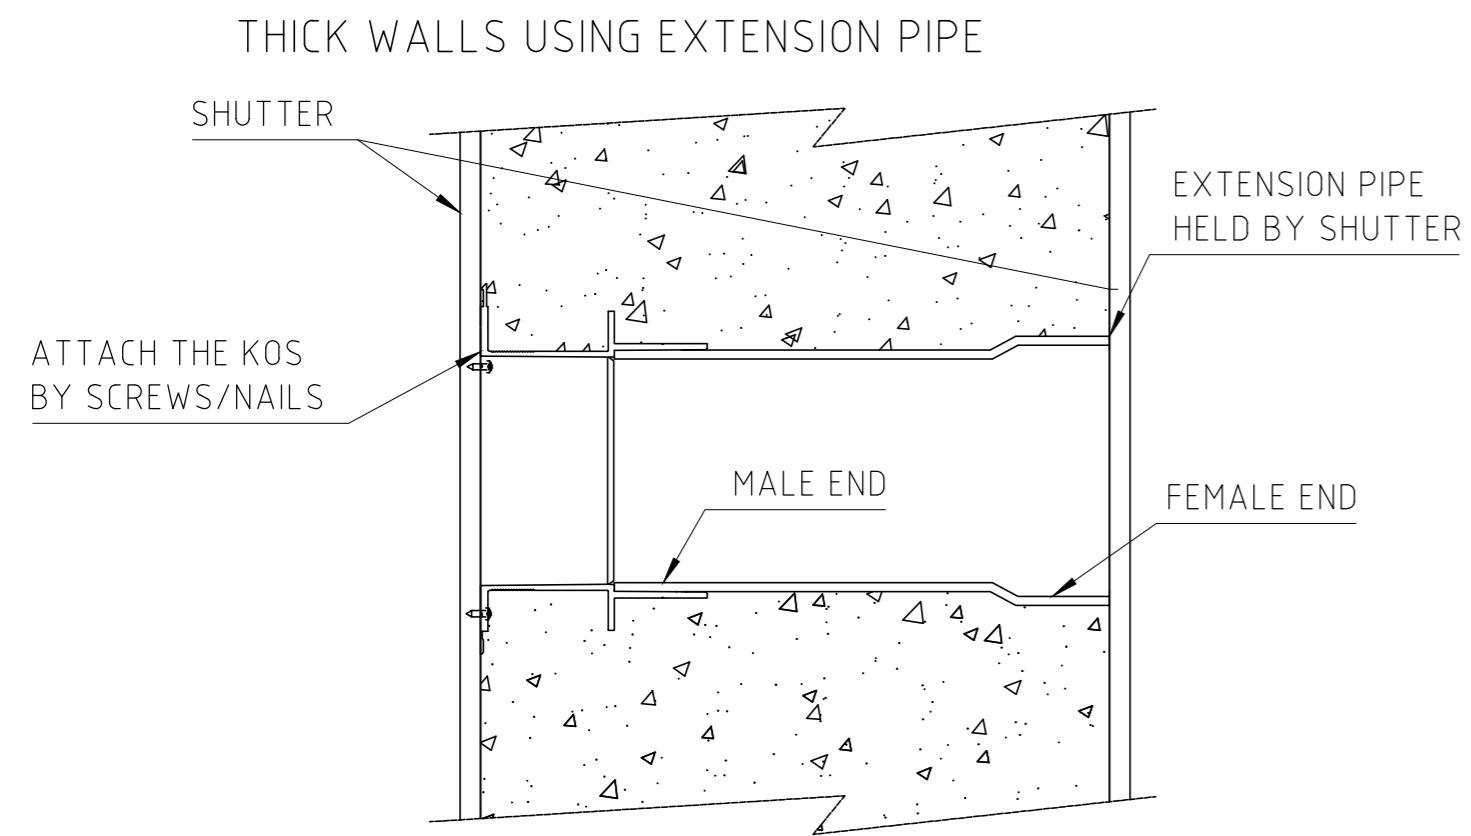 THICK WALLS USING EXTENSION PIPE
SHUTTER
EXTENSION PIPE
HELD BY SHUTTER
ATTACH THE KOS
BY SCREWS/NAILS
MALE END
FEMALE END